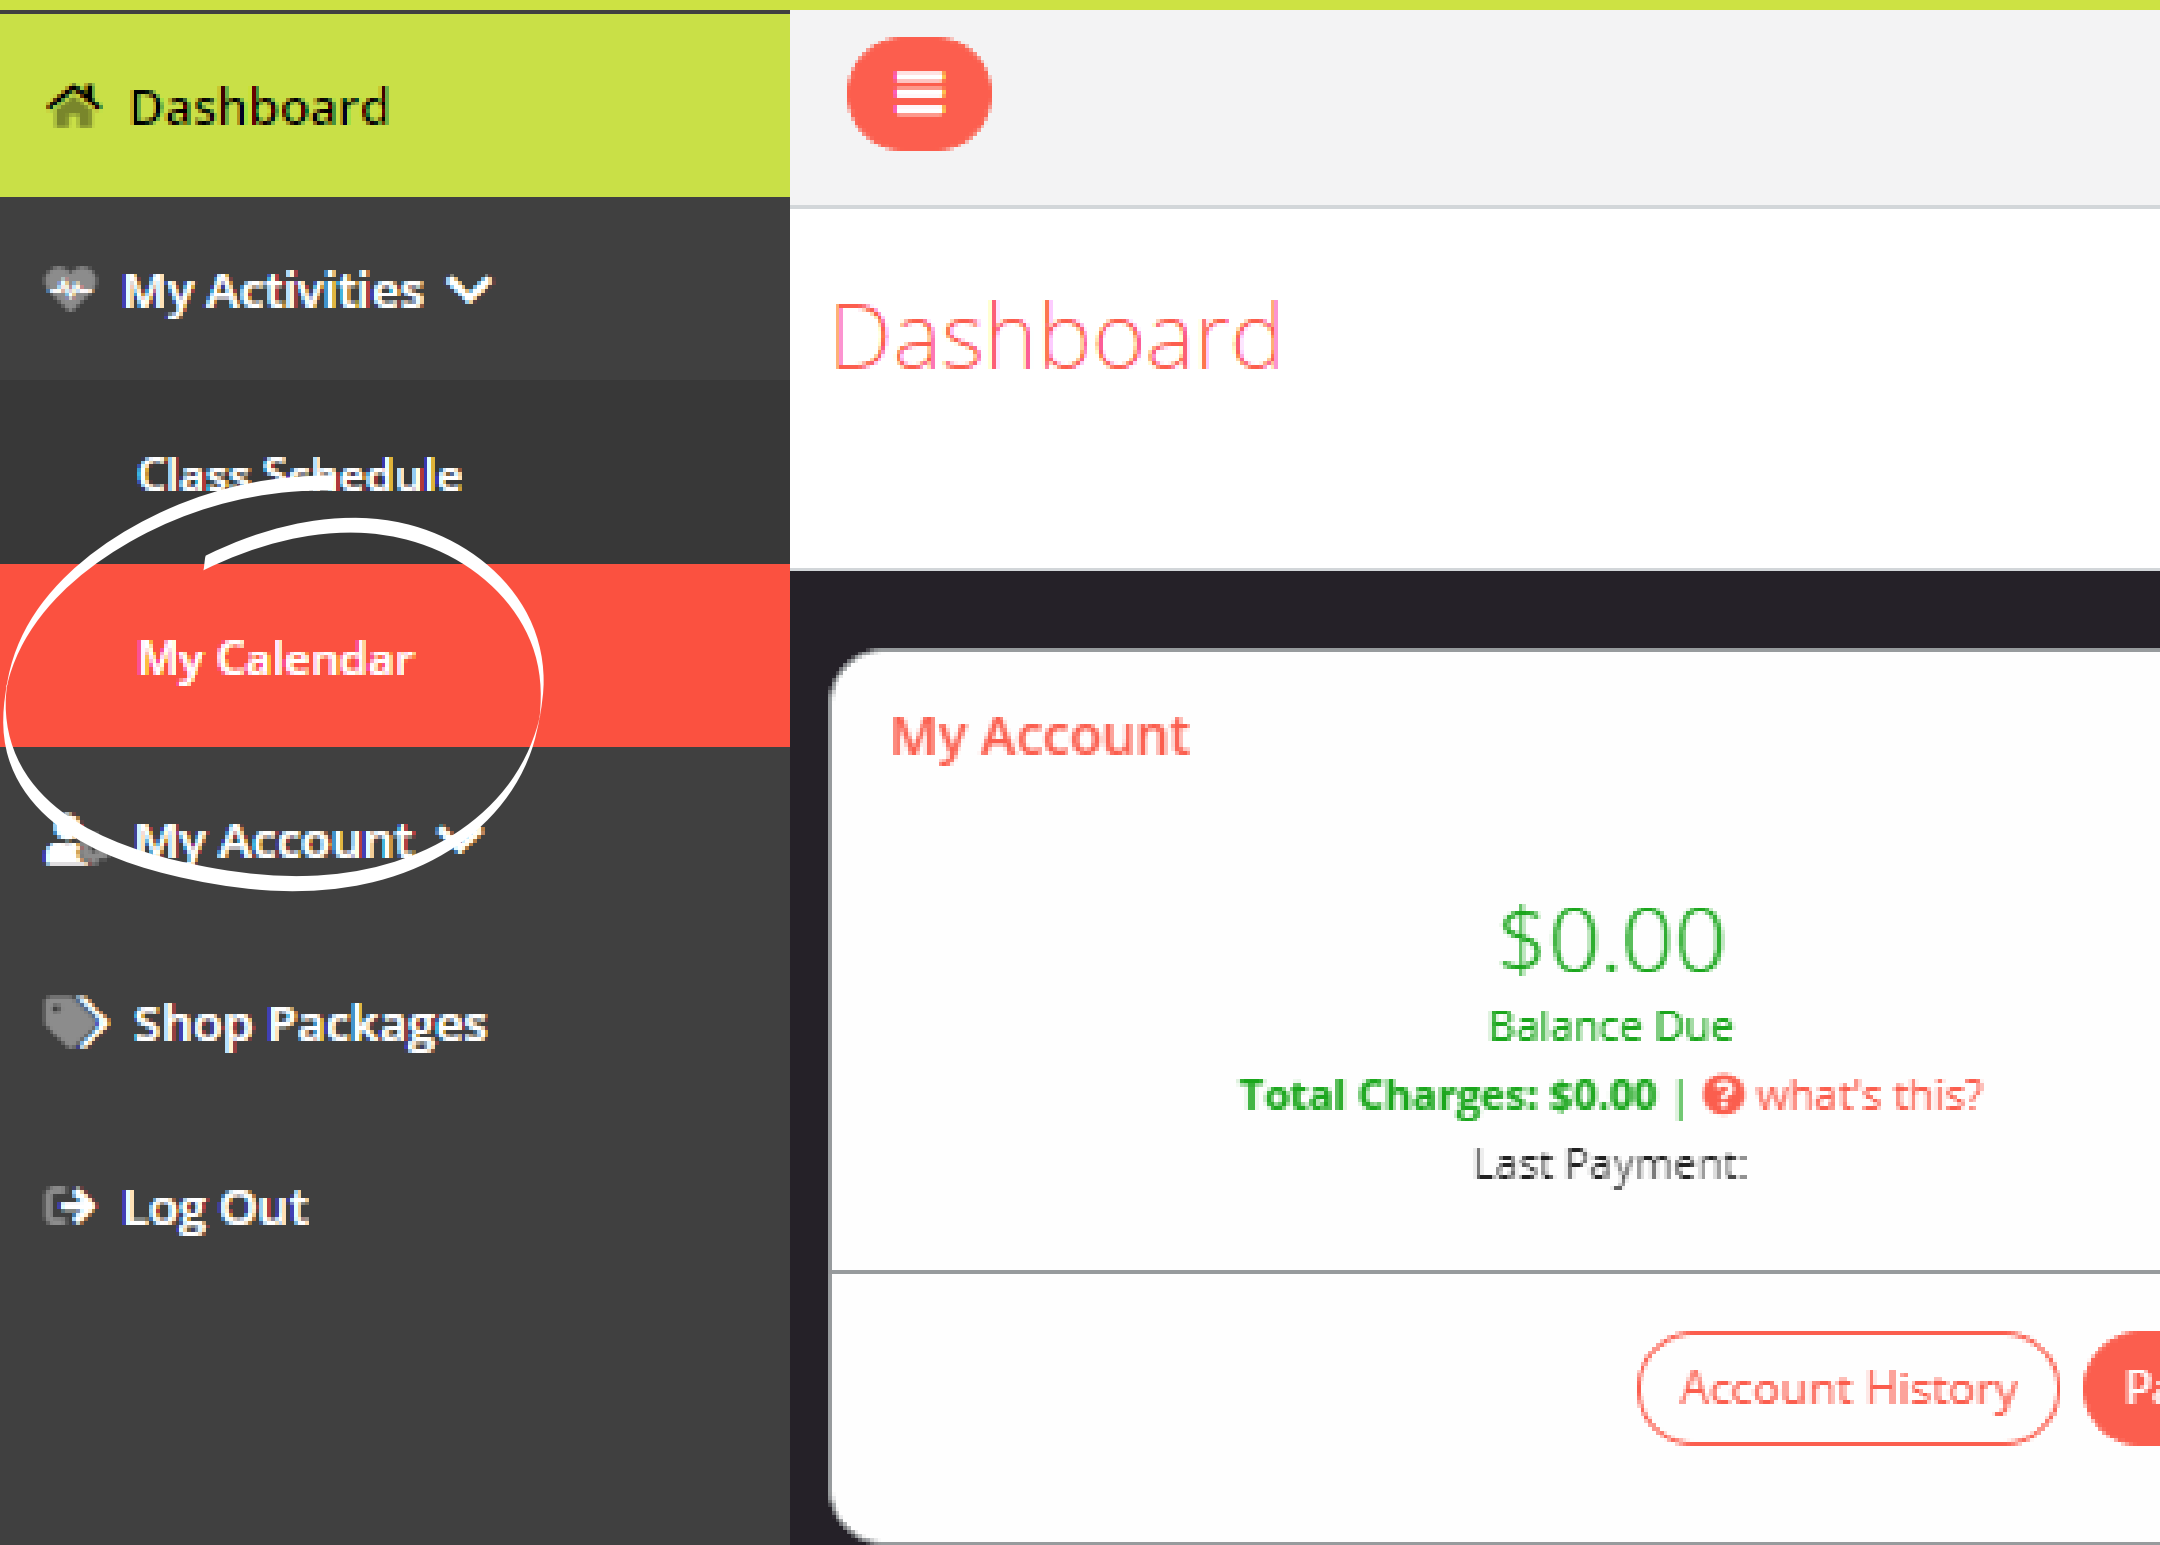 Dashboard
My Activities
Class Schedule
My Calendar
My Account
Shop Packages
Log Out
Dashboard
My Account
$0.00
Balance Due
Total Charges: $0.00 | what's this?
Last Payment:
Account History